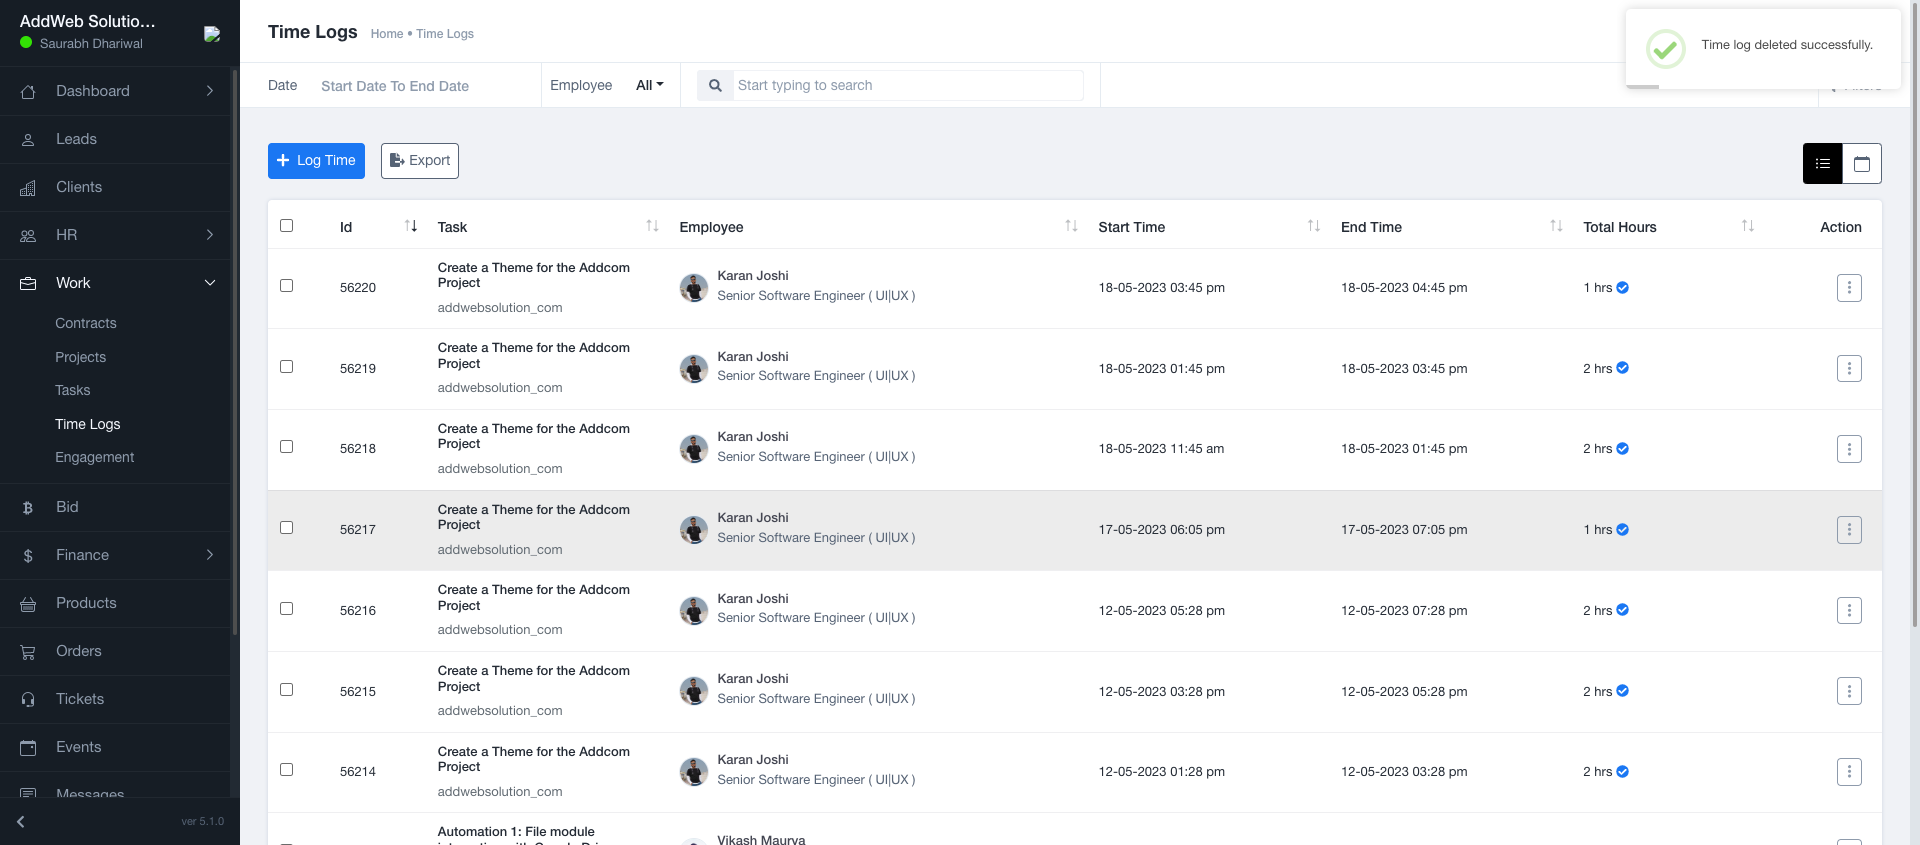 AddWeb Solutio...
Saurabh Dhariwal
Dashboard
Leads
Clients
HR
Work
Contracts
Projects
Tasks
Time Logs
Engagement
Bid
Finance
Products
Orders
Tickets
Events
Messages
ver 5.1.0
Time Logs Home • Time Logs
Time log deleted successfully.
Date Start Date To End Date Employee All Start typing to search
Log Time Export
Id Task Employee Start Time End Time Total Hours Action
Create a Theme for the Addcom
Project
addwebsolution_com
56220
Karan Joshi
Senior Software Engineer ( UI|UX )
18-05-2023 03:45 pm 18-05-2023 04:45 pm 1 hrs
Create a Theme for the Addcom
Project
addwebsolution_com
56219
Karan Joshi
Senior Software Engineer ( UI|UX )
18-05-2023 01:45 pm 18-05-2023 03:45 pm 2 hrs
Create a Theme for the Addcom
Project
addwebsolution_com
56218
Karan Joshi
Senior Software Engineer ( UI|UX )
18-05-2023 11:45 am 18-05-2023 01:45 pm 2 hrs
Create a Theme for the Addcom
Project
addwebsolution_com
56217
Karan Joshi
Senior Software Engineer ( UI|UX )
17-05-2023 06:05 pm 17-05-2023 07:05 pm 1 hrs
Create a Theme for the Addcom
Project
addwebsolution_com
56216
Karan Joshi
Senior Software Engineer ( UI|UX )
12-05-2023 05:28 pm 12-05-2023 07:28 pm 2 hrs
Create a Theme for the Addcom
Project
addwebsolution_com
56215
Karan Joshi
Senior Software Engineer ( UI|UX )
12-05-2023 03:28 pm 12-05-2023 05:28 pm 2 hrs
Create a Theme for the Addcom
Project
addwebsolution_com
56214
Karan Joshi
Senior Software Engineer ( UI|UX )
12-05-2023 01:28 pm 12-05-2023 03:28 pm 2 hrs
Automation 1: File module
Vikash Maurya